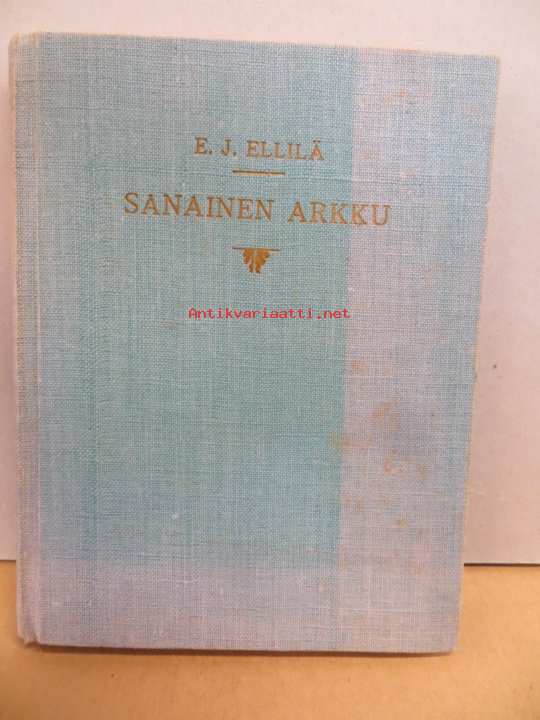 E. J. ELLILÄ
SANAINEN ARKKU
Antikvariaatti.net